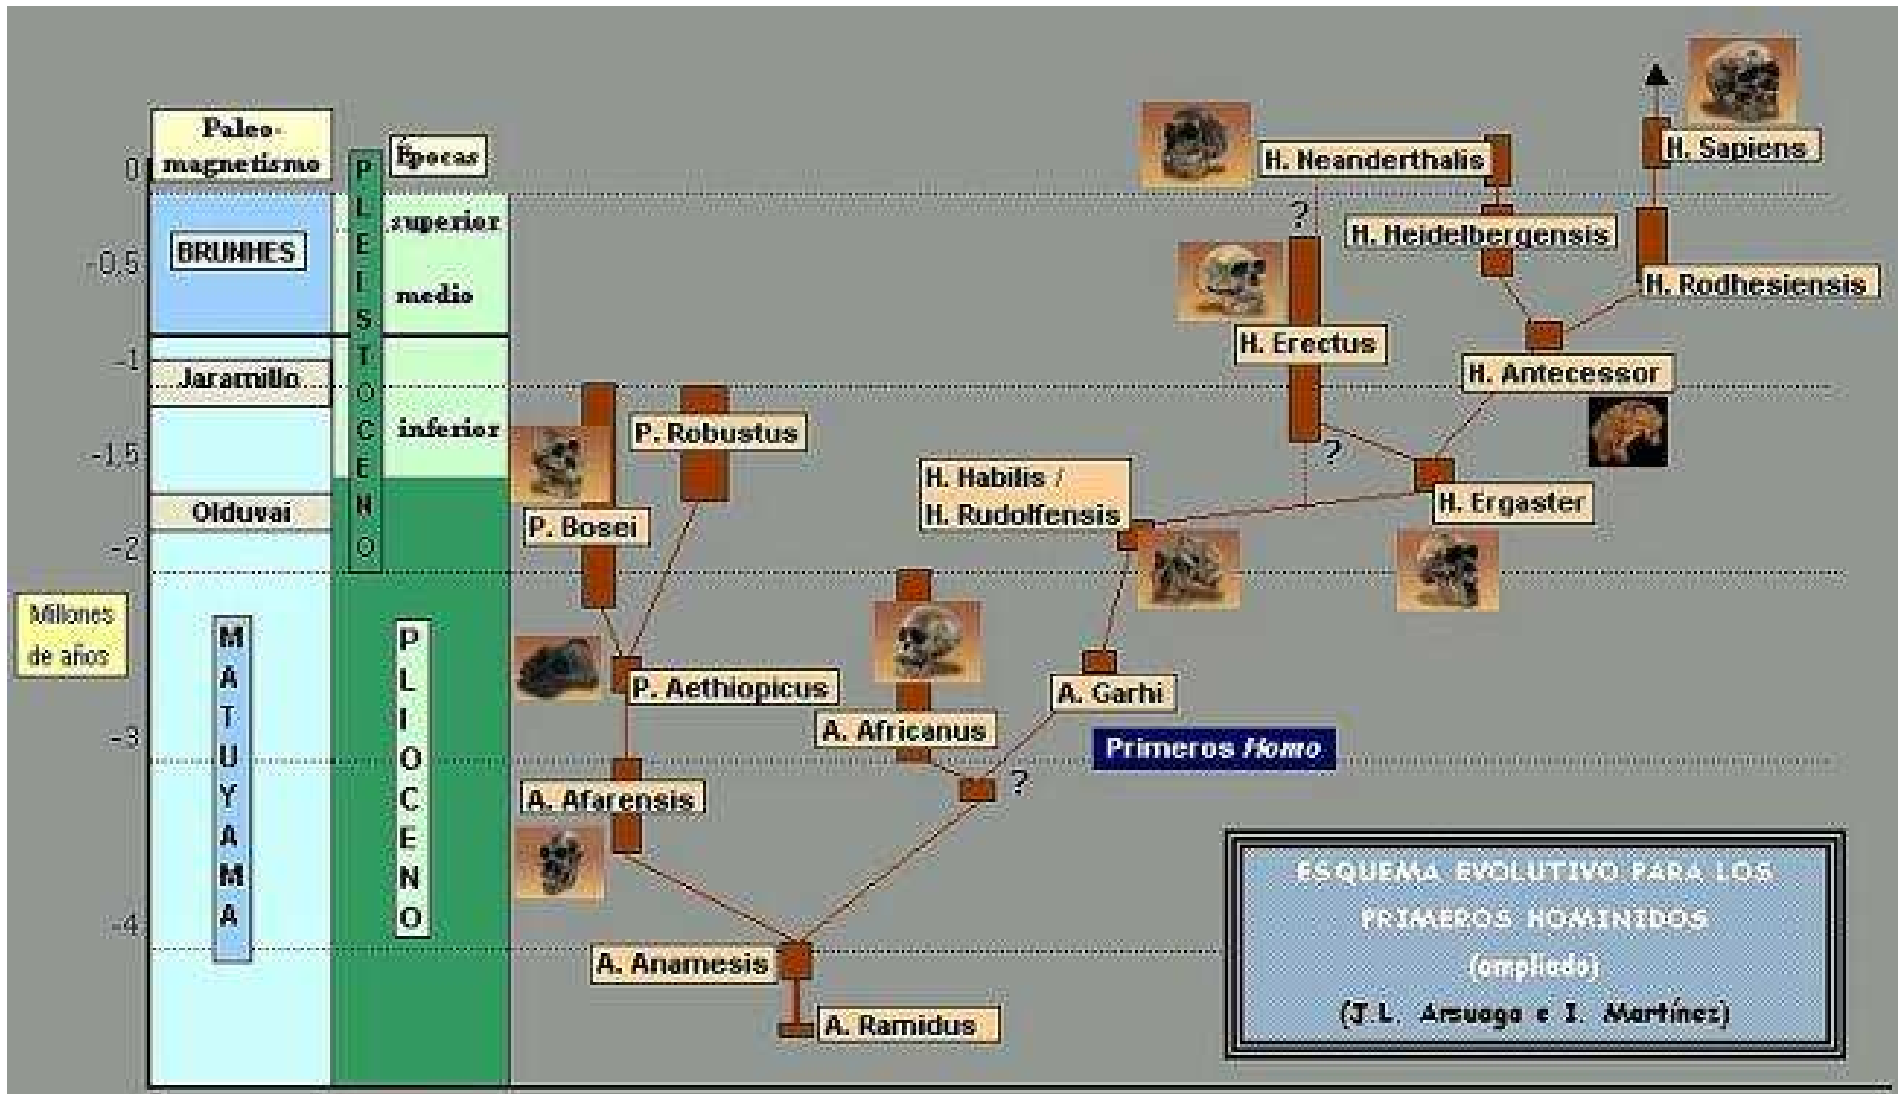 Paleo-
magnetismo
Épocas
0
BRUNHES
-0,5
superior
medio
-1
Jaramillo
inferior
-1,5
Olduvai
-2
PLEISTOCENO
Millones
de años
MATUYAMA
PLIOCENO
-3
-4
H. Neanderthalis
H. Sapiens
?
H. Heidelbergensis
H. Rodhesiensis
H. Erectus
H. Antecessor
P. Robustus
?
H. Habilis /
H. Rudolfensis
H. Ergaster
P. Bosei
P. Aethiopicus
A. Garhi
A. Africanus
Primeros Homo
?
A. Afarensis
A. Anamesis
A. Ramidus
ESQUEMA EVOLUTIVO PARA LOS
PRIMEROS HOMINIDOS
(ampliado)
(J.L. Arsuaga e I. Martínez)